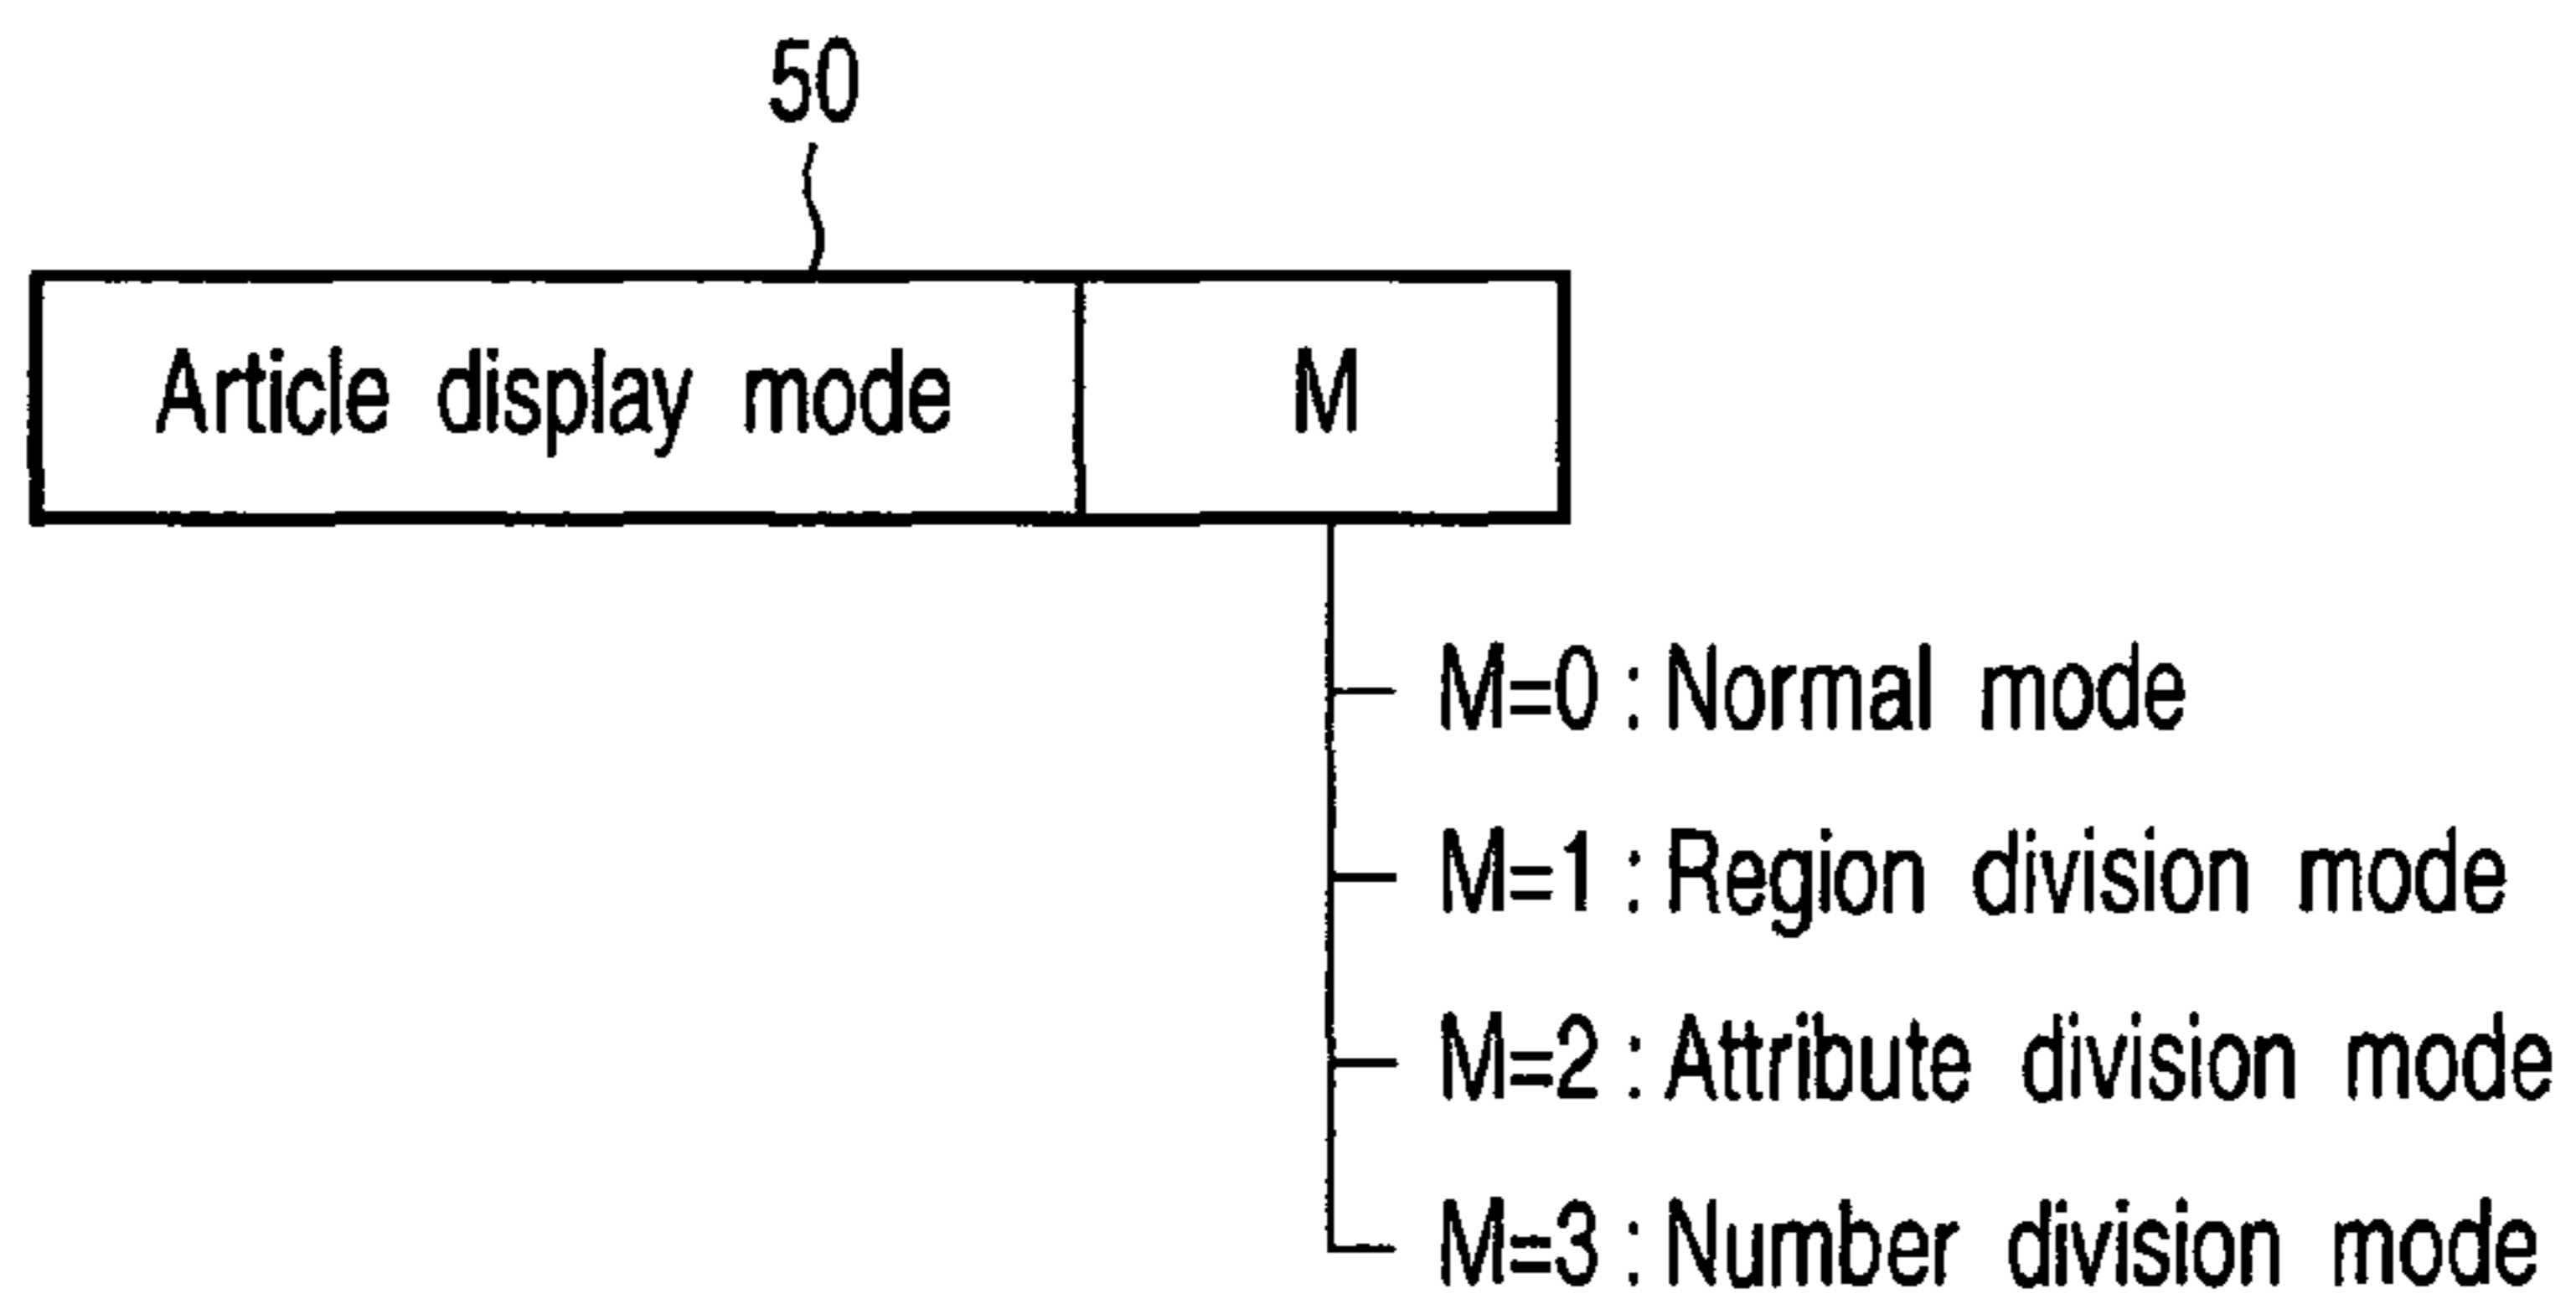 50
Article display mode M
M=0 : Normal mode
M=1 : Region division mode
M=2 : Attribute division mode
M=3 : Number division mode